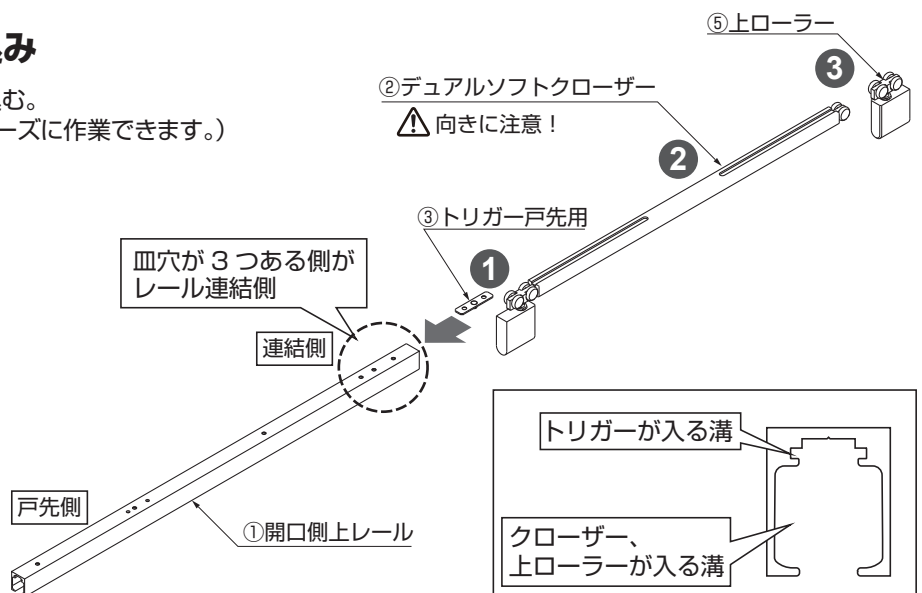 み
む。
ーズに作業できます。）
⑤上ローラー
3
②デュアルソフトクローザー
⚠ 向きに注意！
2
③トリガー戸先用
1
皿穴が 3 つある側が
レール連結側
連結側
戸先側
①開口側上レール
トリガーが入る溝
クローザー、
上ローラーが入る溝